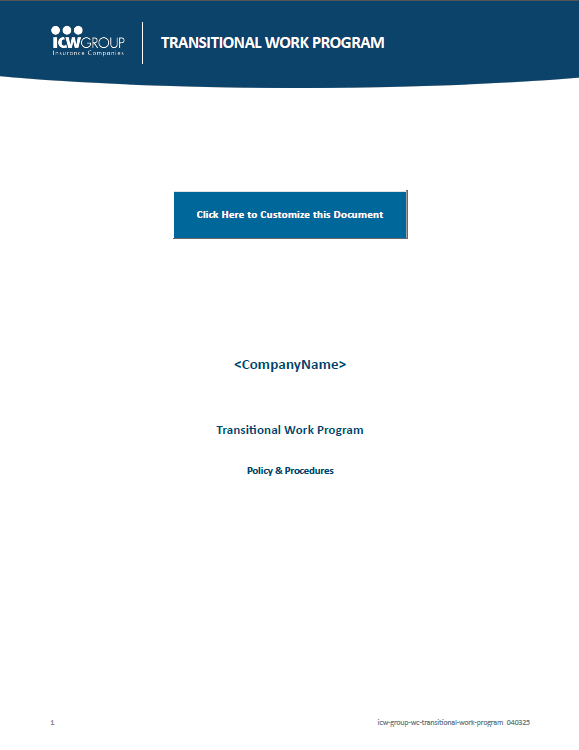 ICWGROUP
Insurance Companies
TRANSITIONAL WORK PROGRAM
Click Here to Customize this Document
<CompanyName>
Transitional Work Program
Policy & Procedures
1
icw-group-wc-transitional-work-program 040325